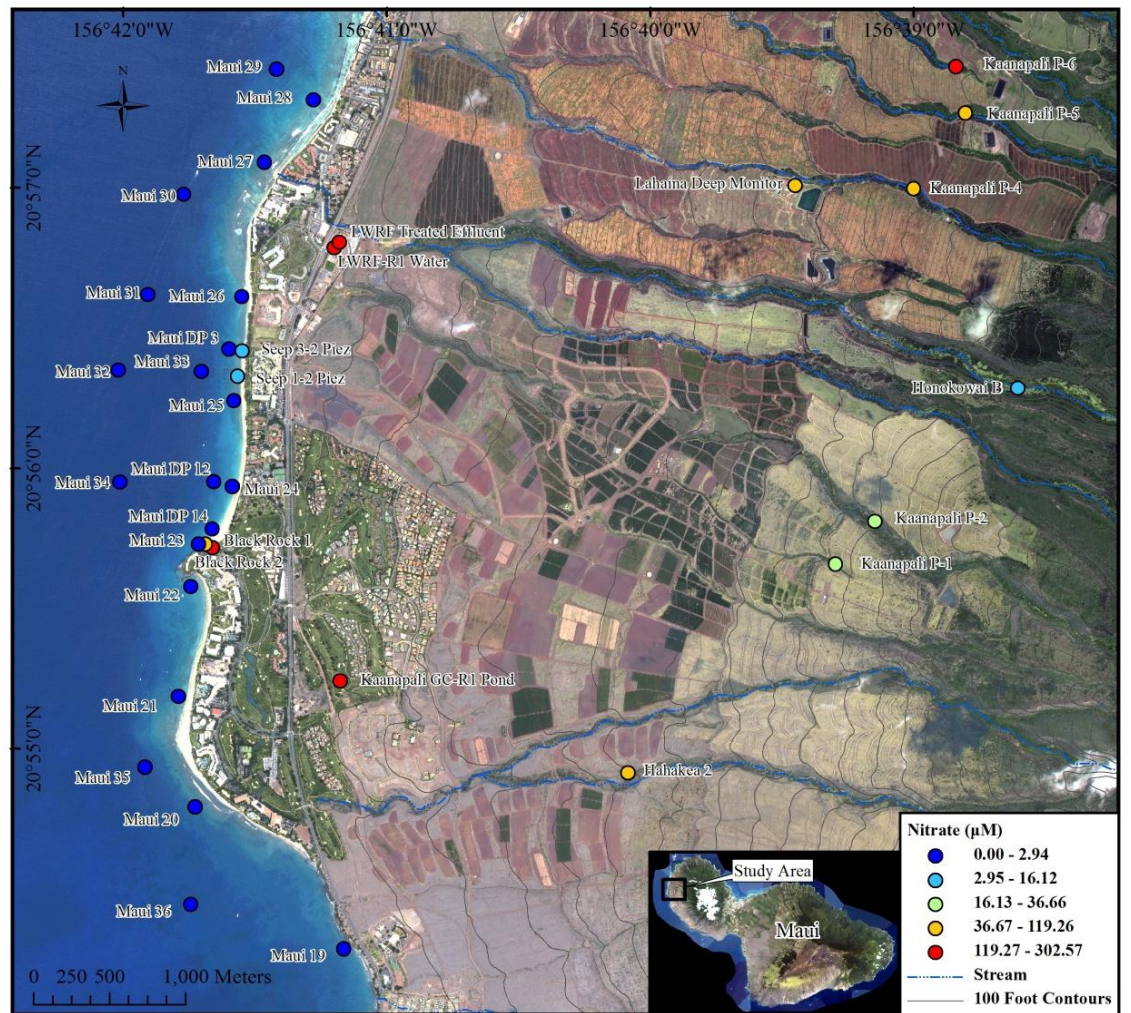 156°42'0"W
156°41'0"W
156°40'0"W
156°39'0"W
N
Maui 29
Kaanapali P-6
Maui 28
Kaanapali P-5
Maui 27
20°57'0"N
Lahaina Deep Monitor
Kaanapali P-4
Maui 30
LWRF Treated Effluent
LWRF-R1 Water
Maui 31
Maui 26
Maui DP 3
Seep 3-2 Piez
Maui 32
Maui 33
Seep 1-2 Piez
Honokowai B
Maui 25
20°56'0"N
Maui DP 12
Maui 34
Maui 24
Maui DP 14
Kaanapali P-2
Maui 23
Black Rock 1
Black Rock 2
Kaanapali P-1
Maui 22
Kaanapali GC-R1 Pond
Maui 21
20°55'0"N
Maui 35
Hahakea 2
Maui 20
Maui 36
Maui 19
0 250 500 1,000 Meters
Study Area
Maui
Nitrate (µM)
0.00 - 2.94
2.95 - 16.12
16.13 - 36.66
36.67 - 119.26
119.27 - 302.57
Stream
100 Foot Contours